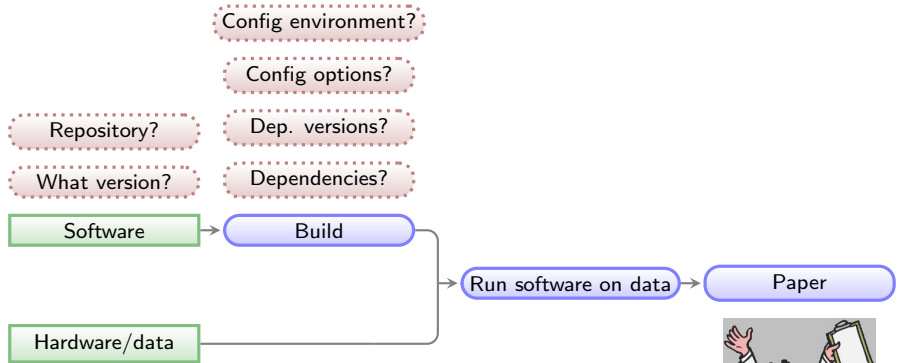 Config environment?
Config options?
Repository?
Dep. versions?
What version?
Dependencies?
Software
Build
Run software on data
Paper
Hardware/data